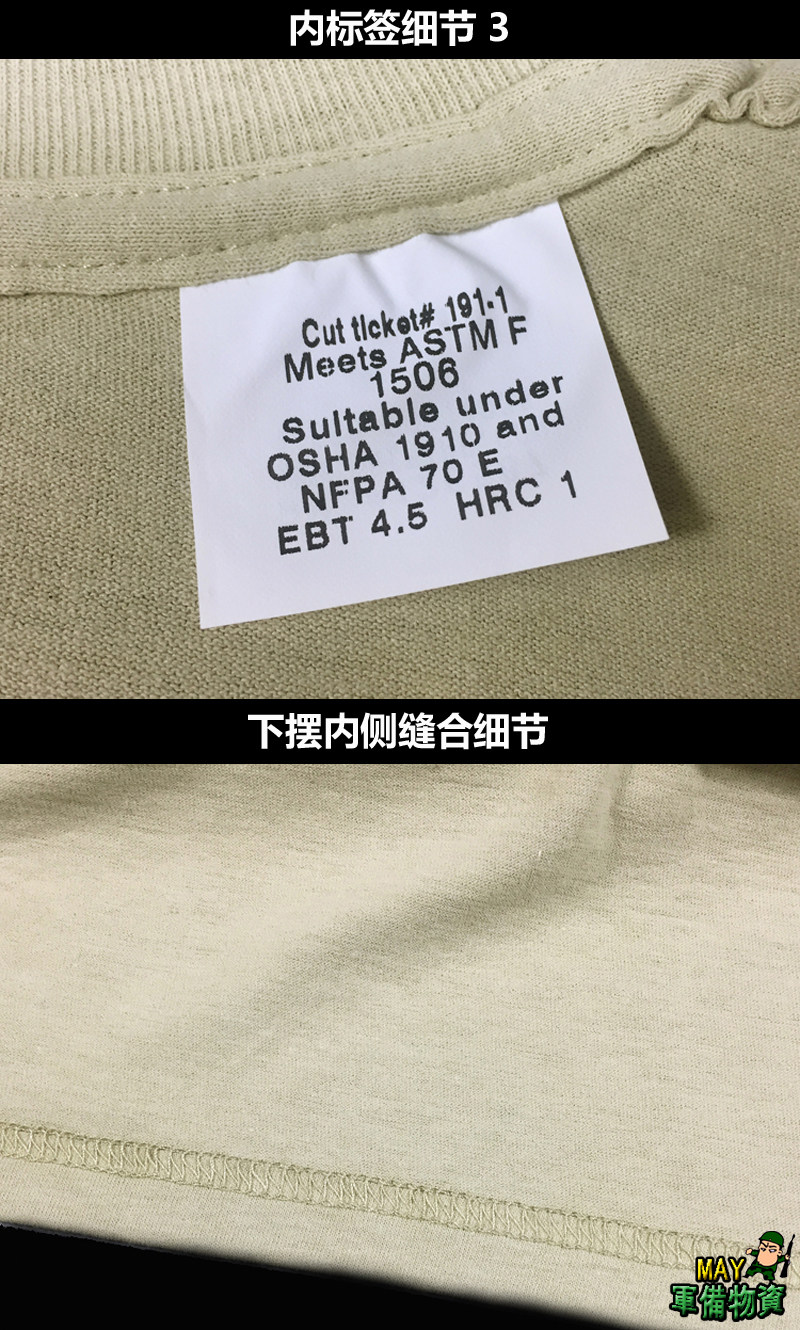 内标签细节 3
Cut ticket# 191-1
Meets ASTM F
1506
Suitable under
OSHA 1910 and
NFPA 70 E
EBT 4.5 HRC 1
下摆内侧缝合细节
MAY
軍備物資